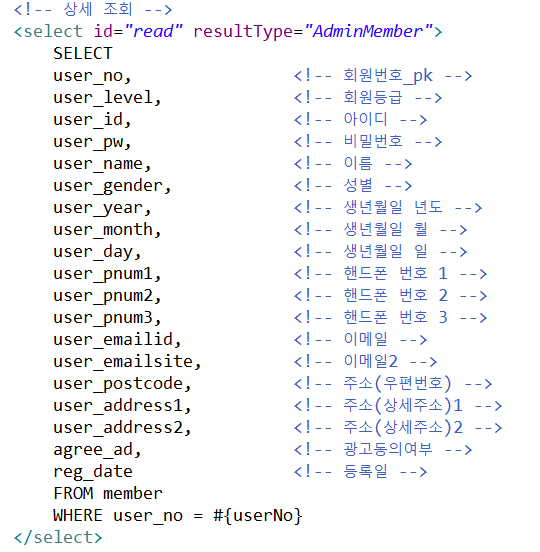 <!-- 상세 조회 -->
<select id="read" resultType="AdminMember">
SELECT
user_no, <!-- 회원번호_pk -->
user_level, <!-- 회원등급 -->
user_id, <!-- 아이디 -->
user_pw, <!-- 비밀번호 -->
user_name, <!-- 이름 -->
user_gender, <!-- 성별 -->
user_year, <!-- 생년월일 년도 -->
user_month, <!-- 생년월일 월 -->
user_day, <!-- 생년월일 일 -->
user_pnum1, <!-- 핸드폰 번호 1 -->
user_pnum2, <!-- 핸드폰 번호 2 -->
user_pnum3, <!-- 핸드폰 번호 3 -->
user_emailid, <!-- 이메일 -->
user_emailsite, <!-- 이메일2 -->
user_postcode, <!-- 주소(우편번호) -->
user_address1, <!-- 주소(상세주소)1 -->
user_address2, <!-- 주소(상세주소)2 -->
agree_ad, <!-- 광고동의여부 -->
reg_date <!-- 등록일 -->
FROM member
WHERE user_no = #{userNo}
</select>